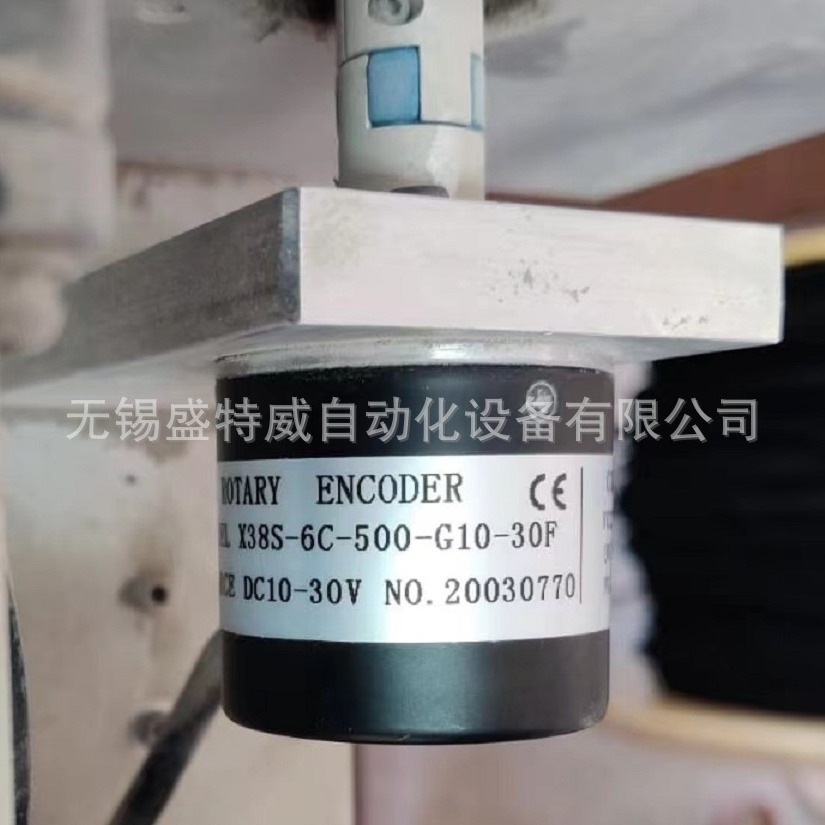 无锡盛特威自动化设备有限公司
ROTARY ENCODER CE
X38S-6C-500-G10-30F
DC10-30V NO.20030770